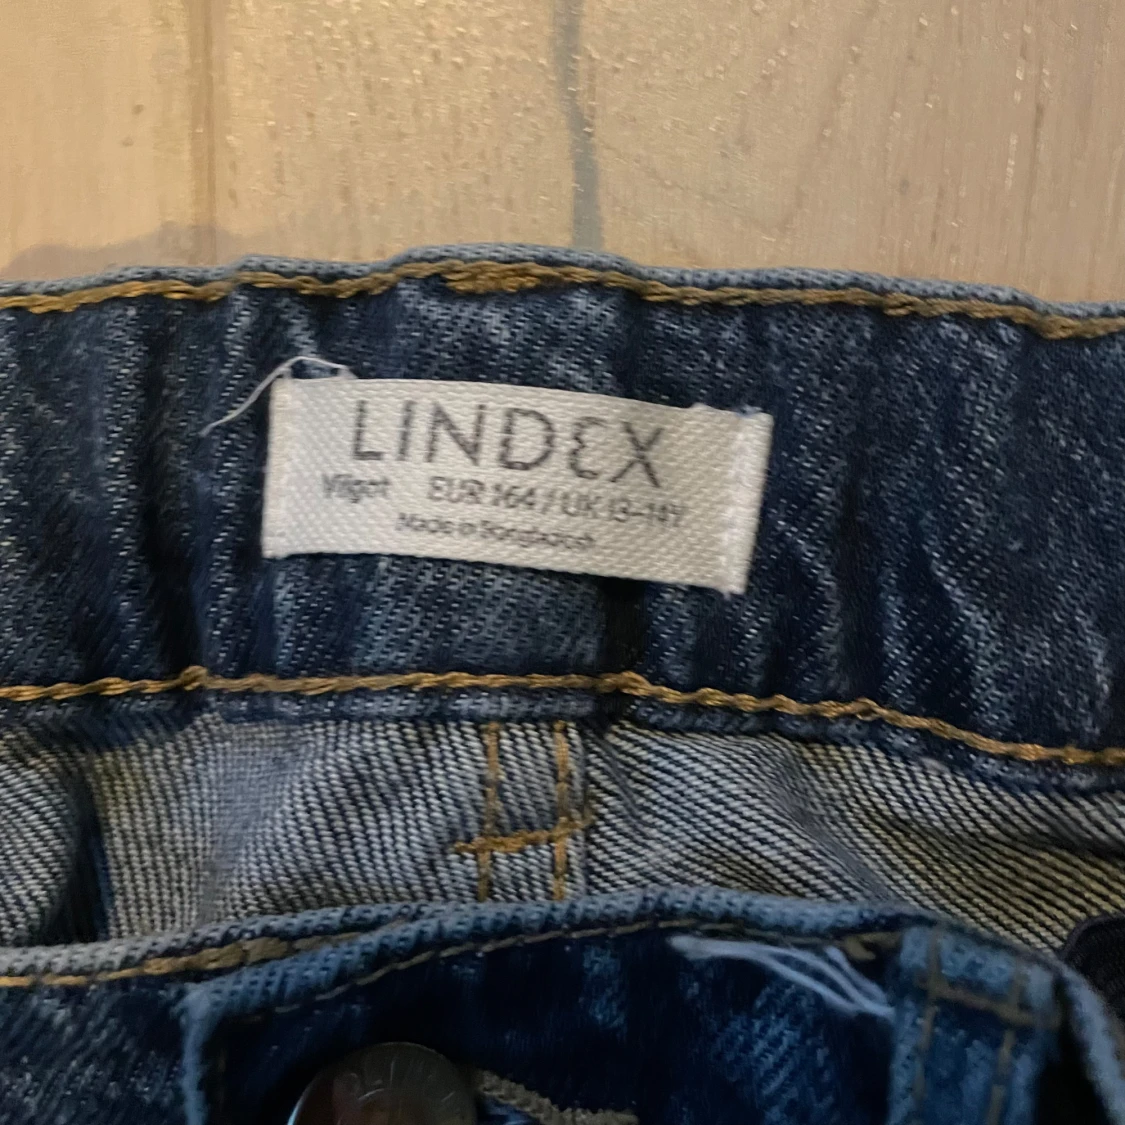 LINDEX
Vilgot EUR 164 / UK 13-14Y
Made in Bangladesh